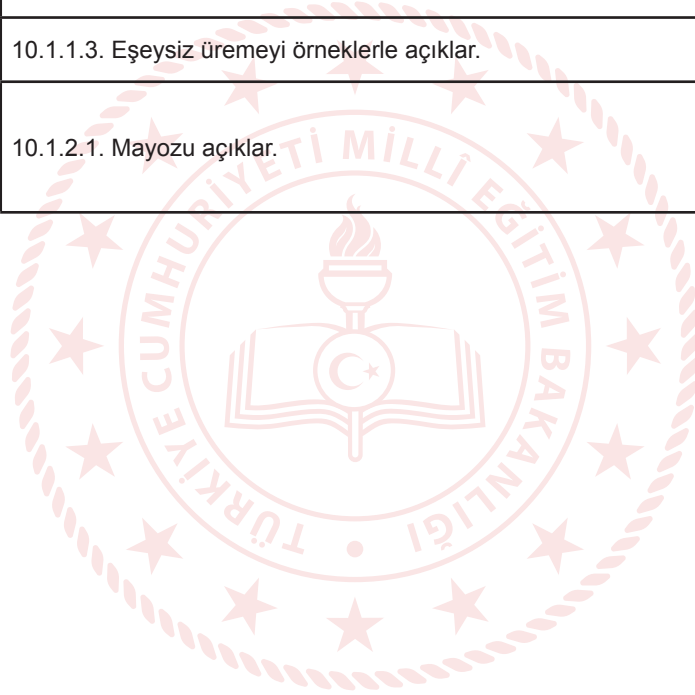 10.1.1.3. Eşeysiz üremeyi örneklerle açıklar.
10.1.2.1. Mayozu açıklar.
TÜRKİYE CUMHURİYETİ MİLLÎ EĞİTİM BAKANLIĞI